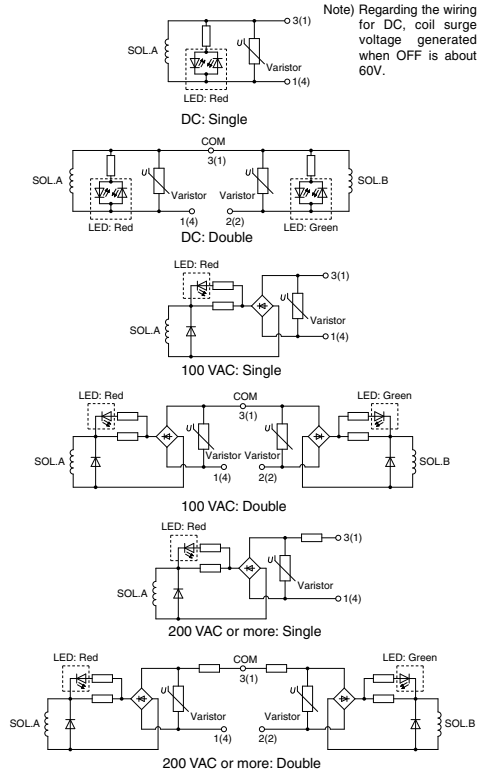 Note) Regarding the wiring
for DC, coil surge
voltage generated
when OFF is about
60V.
3(1)
SOL.A
U
Varistor
1(4)
LED: Red
DC: Single
COM
3(1)
SOL.A
U
Varistor
U
Varistor
SOL.B
1(4)
2(2)
LED: Red
LED: Green
DC: Double
LED: Red
3(1)
U
Varistor
SOL.A
1(4)
100 VAC: Single
LED: Red
COM
LED: Green
3(1)
U
U
SOL.A
Varistor
Varistor
SOL.B
1(4)
2(2)
100 VAC: Double
LED: Red
3(1)
U
Varistor
SOL.A
1(4)
200 VAC or more: Single
LED: Red
COM
LED: Green
3(1)
U
U
SOL.A
Varistor
Varistor
SOL.B
1(4)
2(2)
200 VAC or more: Double